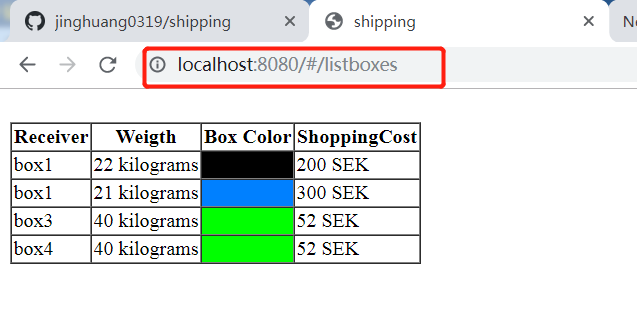 jinghuang0319/shipping
shipping
localhost:8080/#/listboxes
Receiver Weigth Box Color ShoppingCost
box1 22 kilograms 200 SEK
box1 21 kilograms 300 SEK
box3 40 kilograms 52 SEK
box4 40 kilograms 52 SEK